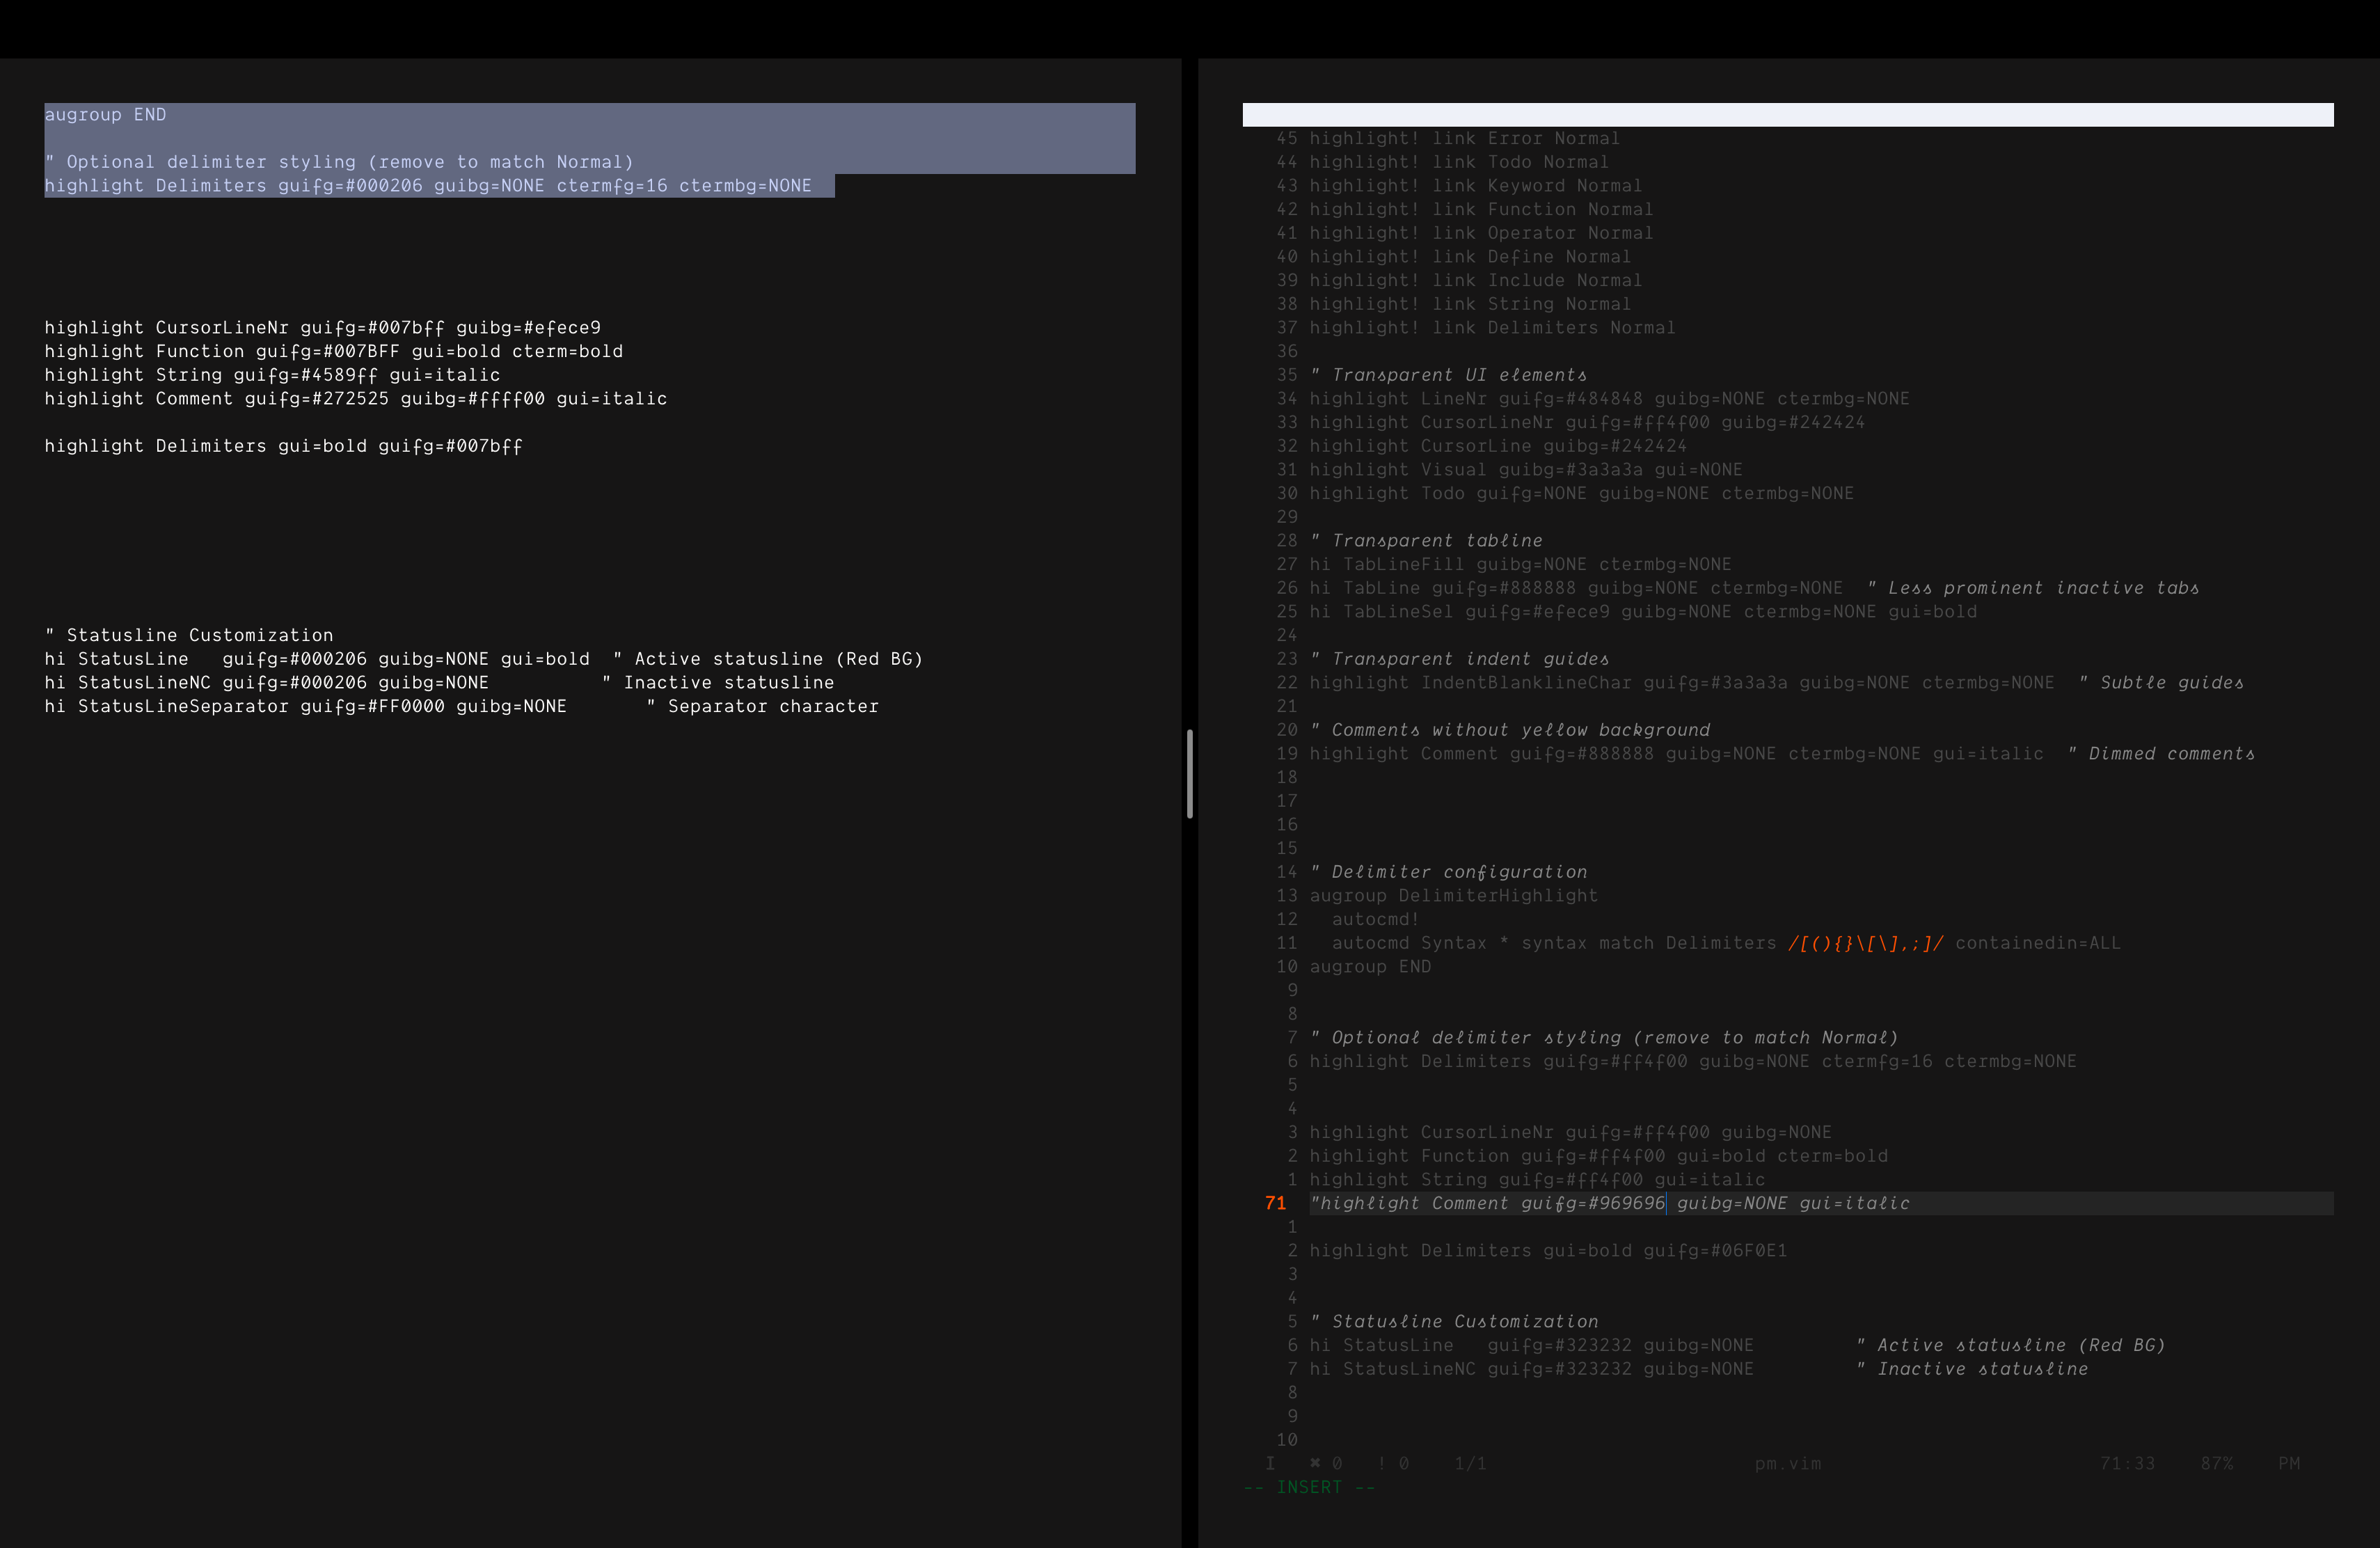 augroup END
" Optional delimiter styling (remove to match Normal)
highlight Delimiters guifg=#000206 guibg=NONE ctermfg=16 ctermbg=NONE
highlight CursorLineNr guifg=#007bff guibg=#efece9
highlight Function guifg=#007BFF gui=bold cterm=bold
highlight String guifg=#4589ff gui=italic
highlight Comment guifg=#272525 guibg=#ffff00 gui=italic
highlight Delimiters gui=bold guifg=#007bff
" Statusline Customization
hi StatusLine   guifg=#000206 guibg=NONE gui=bold  " Active statusline (Red BG)
hi StatusLineNC guifg=#000206 guibg=NONE          " Inactive statusline
hi StatusLineSeparator guifg=#FF0000 guibg=NONE       " Separator character
45 highlight! link Error Normal
44 highlight! link Todo Normal
43 highlight! link Keyword Normal
42 highlight! link Function Normal
41 highlight! link Operator Normal
40 highlight! link Define Normal
39 highlight! link Include Normal
38 highlight! link String Normal
37 highlight! link Delimiters Normal
36
35 " Transparent UI elements
34 highlight LineNr guifg=#484848 guibg=NONE ctermbg=NONE
33 highlight CursorLineNr guifg=#ff4f00 guibg=#242424
32 highlight CursorLine guibg=#242424
31 highlight Visual guibg=#3a3a3a gui=NONE
30 highlight Todo guifg=NONE guibg=NONE ctermbg=NONE
29
28 " Transparent tabline
27 hi TabLineFill guibg=NONE ctermbg=NONE
26 hi TabLine guifg=#888888 guibg=NONE ctermbg=NONE  " Less prominent inactive tabs
25 hi TabLineSel guifg=#efece9 guibg=NONE ctermbg=NONE gui=bold
24
23 " Transparent indent guides
22 highlight IndentBlanklineChar guifg=#3a3a3a guibg=NONE ctermbg=NONE  " Subtle guides
21
20 " Comments without yellow background
19 highlight Comment guifg=#888888 guibg=NONE ctermbg=NONE gui=italic  " Dimmed comments
18
17
16
15
14 " Delimiter configuration
13 augroup DelimiterHighlight
12   autocmd!
11   autocmd Syntax * syntax match Delimiters /[(){}\[\],;]/ containedin=ALL
10 augroup END
9
8
7 " Optional delimiter styling (remove to match Normal)
6 highlight Delimiters guifg=#ff4f00 guibg=NONE ctermfg=16 ctermbg=NONE
5
4
3 highlight CursorLineNr guifg=#ff4f00 guibg=NONE
2 highlight Function guifg=#ff4f00 gui=bold cterm=bold
1 highlight String guifg=#ff4f00 gui=italic
71 "highlight Comment guifg=#969696 guibg=NONE gui=italic
1
2 highlight Delimiters gui=bold guifg=#06F0E1
3
4
5 " Statusline Customization
6 hi StatusLine   guifg=#323232 guibg=NONE         " Active statusline (Red BG)
7 hi StatusLineNC guifg=#323232 guibg=NONE         " Inactive statusline
8
9
10
I   ✖ 0   ! 0    1/1    pm.vim    71:33    87%    PM
-- INSERT --